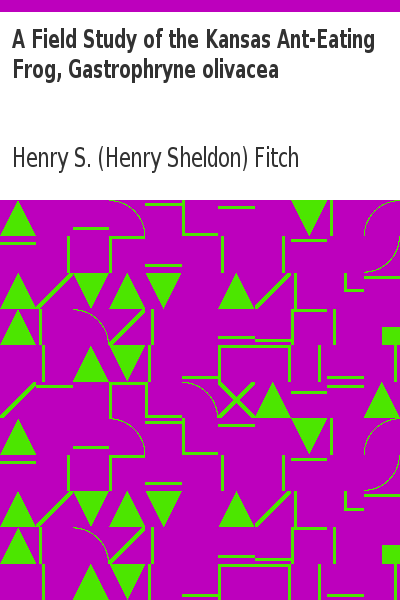 A Field Study of the Kansas Ant-Eating
Frog, Gastrophryne olivacea
Henry S. (Henry Sheldon) Fitch